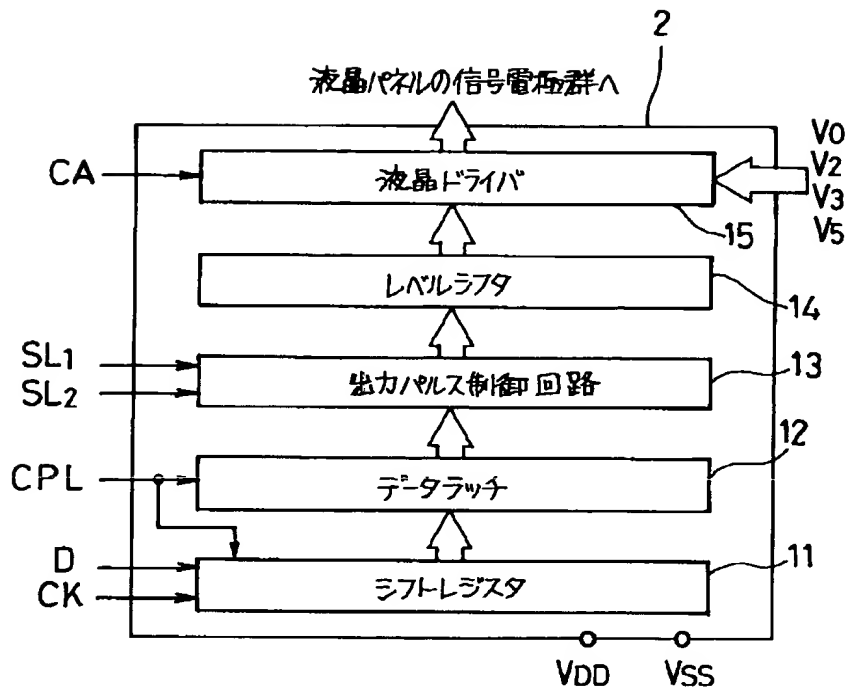 2
液晶パネルの信号電極群へ
CA
液晶ドライバ
V0
V2
V3
V5
15
レベルシフタ
14
SL1
SL2
出力パルス制御回路
13
CPL
データラッチ
12
D
CK
シフトレジスタ
11
VDD
VSS